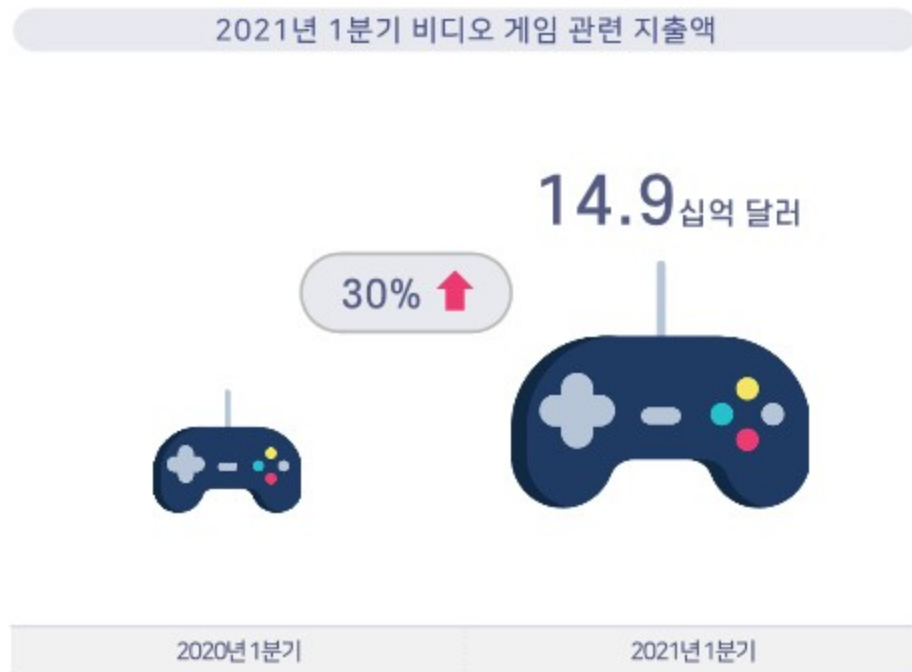 2021년 1분기 비디오 게임 관련 지출액
14.9십억 달러
30%
2020년 1분기
2021년 1분기